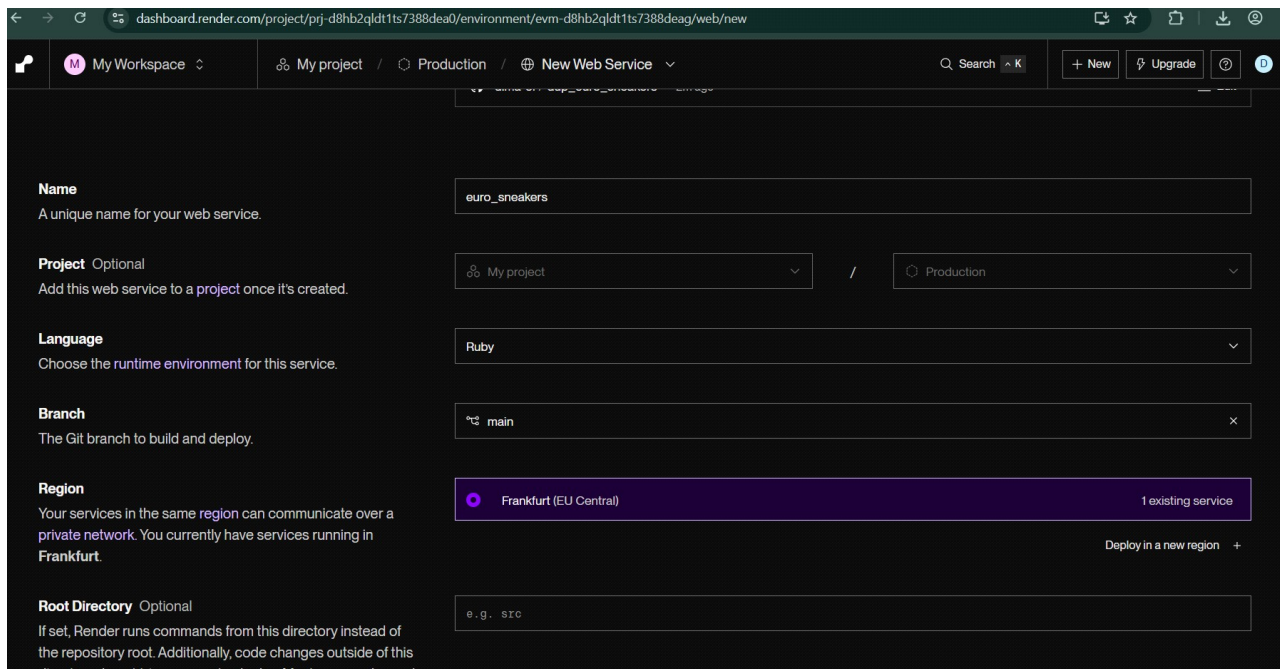 dashboard.render.com/project/prj-d8hb2qldt1ts7388dea0/environment/evm-d8hb2qldt1ts7388deag/web/new
M My Workspace My project / Production / New Web Service Search ^ K + New Upgrade ? D
Name
A unique name for your web service.
euro_sneakers
Project Optional
Add this web service to a project once it's created.
My project / Production
Language
Choose the runtime environment for this service.
Ruby
Branch
The Git branch to build and deploy.
main
Region
Your services in the same region can communicate over a
private network. You currently have services running in
Frankfurt.
Frankfurt (EU Central) 1 existing service
Deploy in a new region +
Root Directory Optional
If set, Render runs commands from this directory instead of
the repository root. Additionally, code changes outside of this
e.g. src